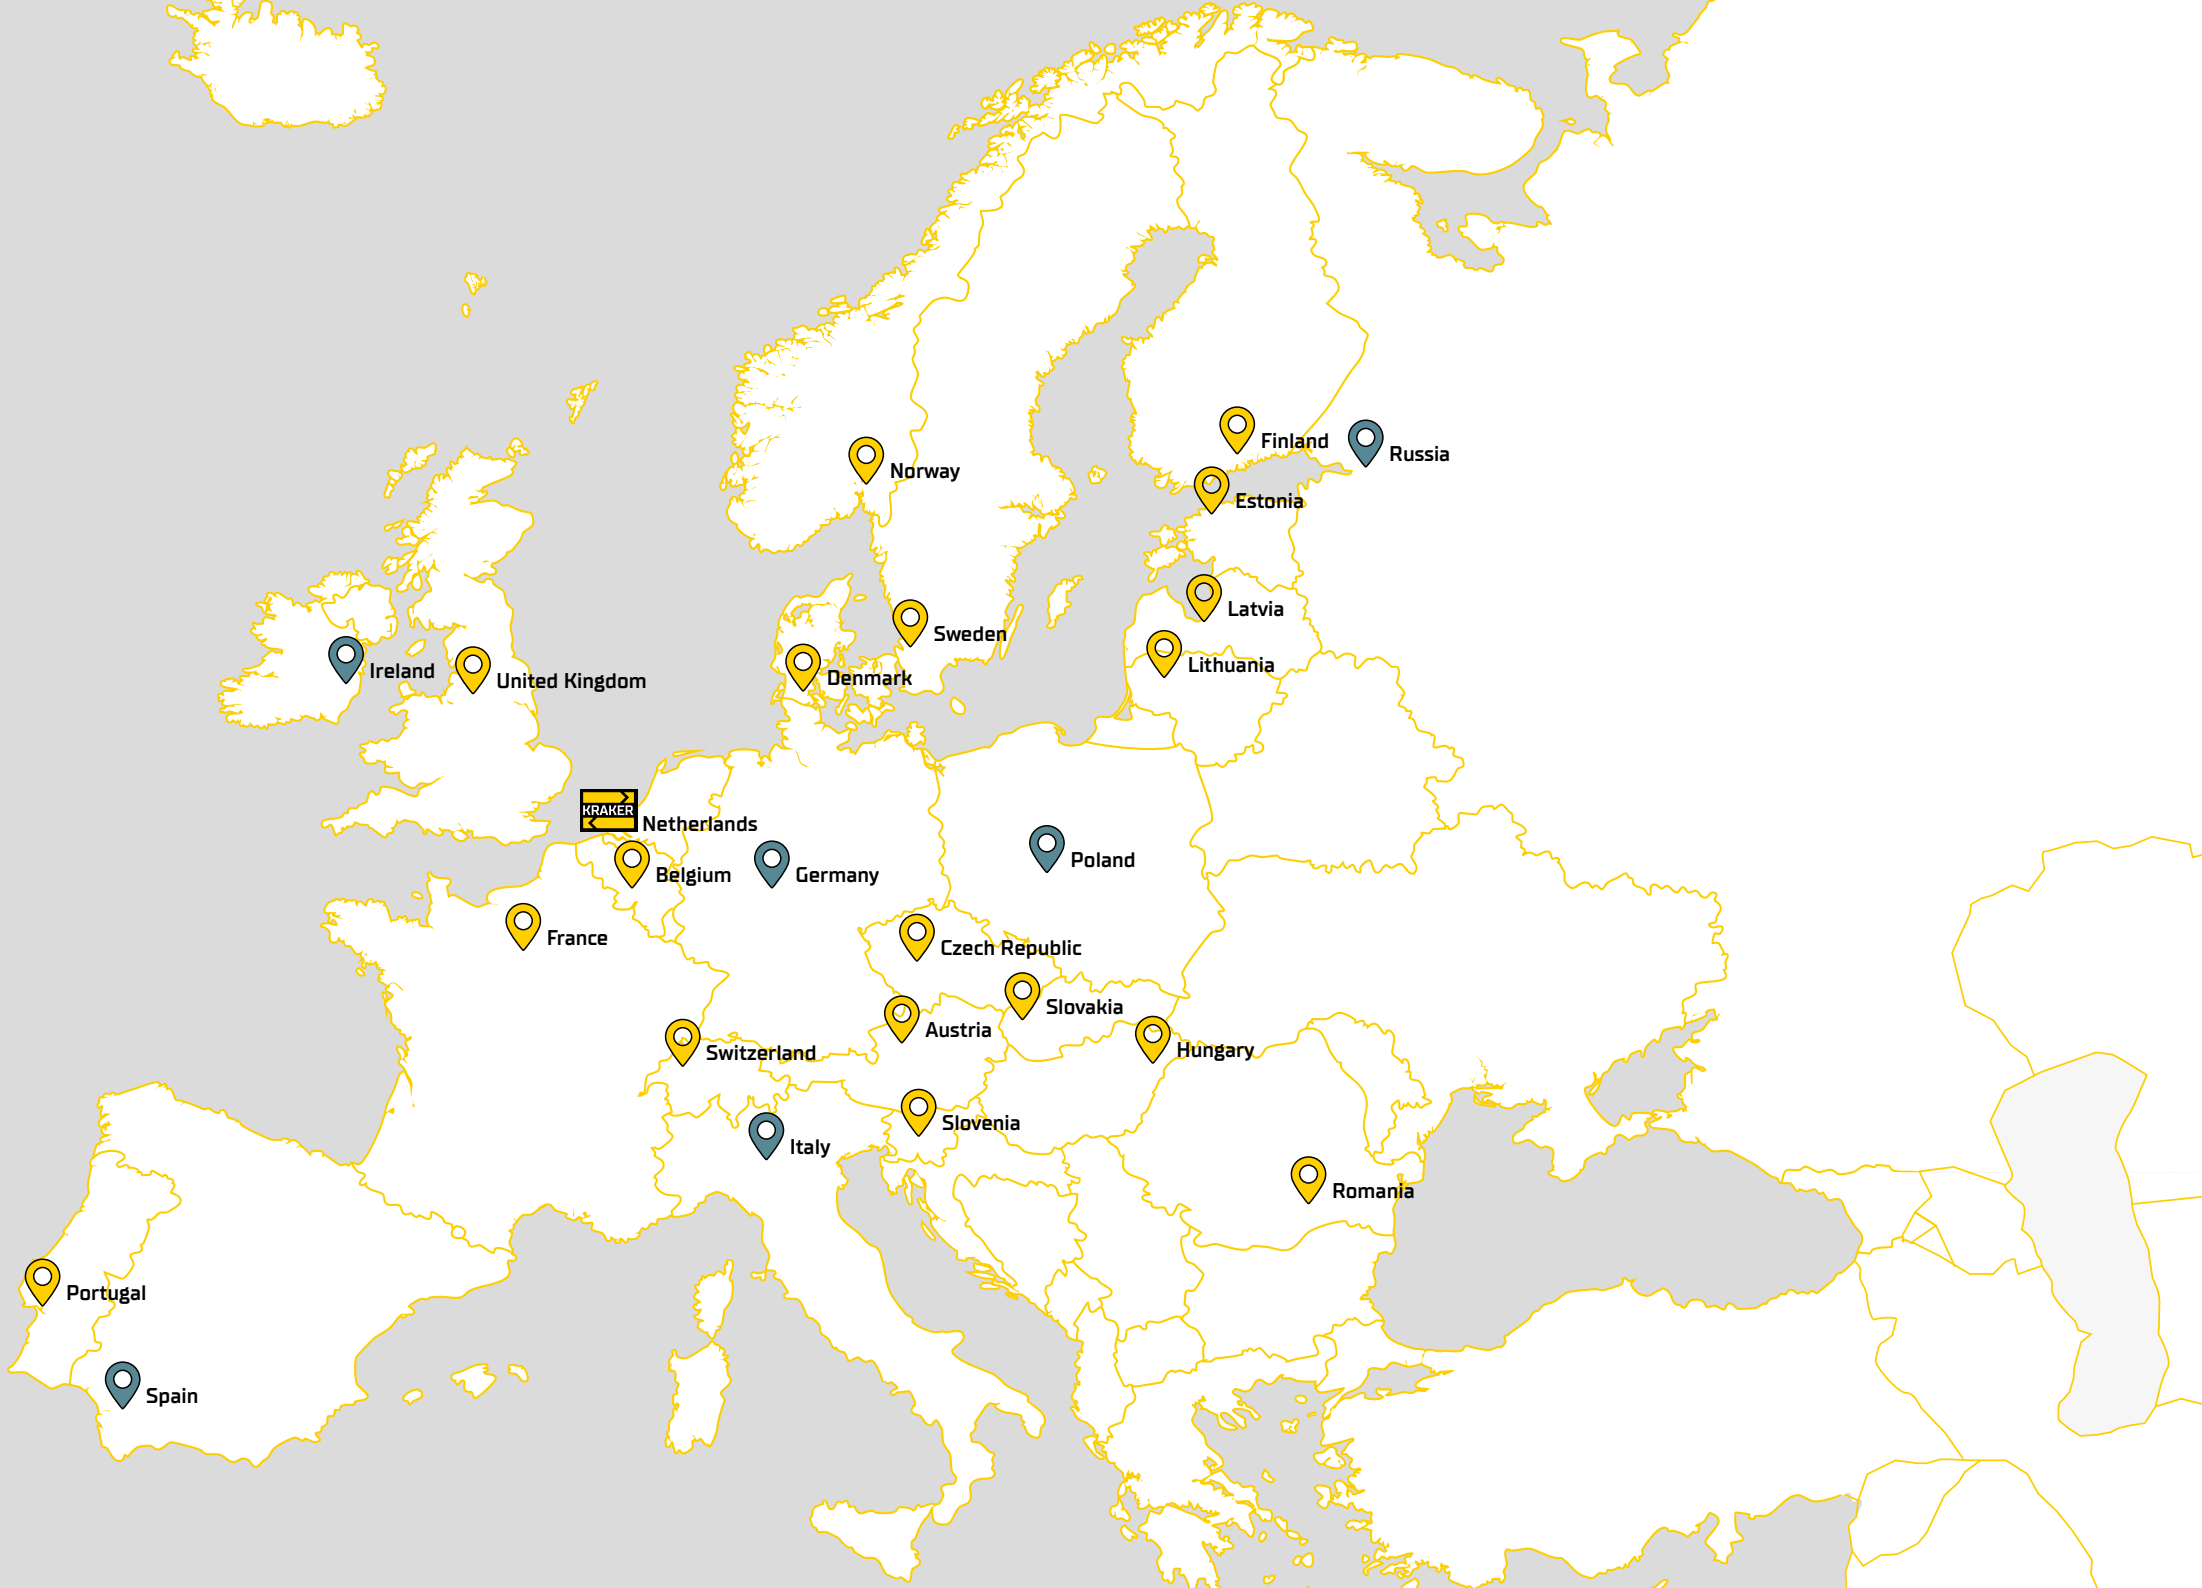 Finland
Russia
Norway
Estonia
Latvia
Sweden
Lithuania
Ireland
United Kingdom
Denmark
KRAKER
Netherlands
Poland
Belgium
Germany
France
Czech Republic
Slovakia
Austria
Switzerland
Hungary
Slovenia
Italy
Romania
Portugal
Spain